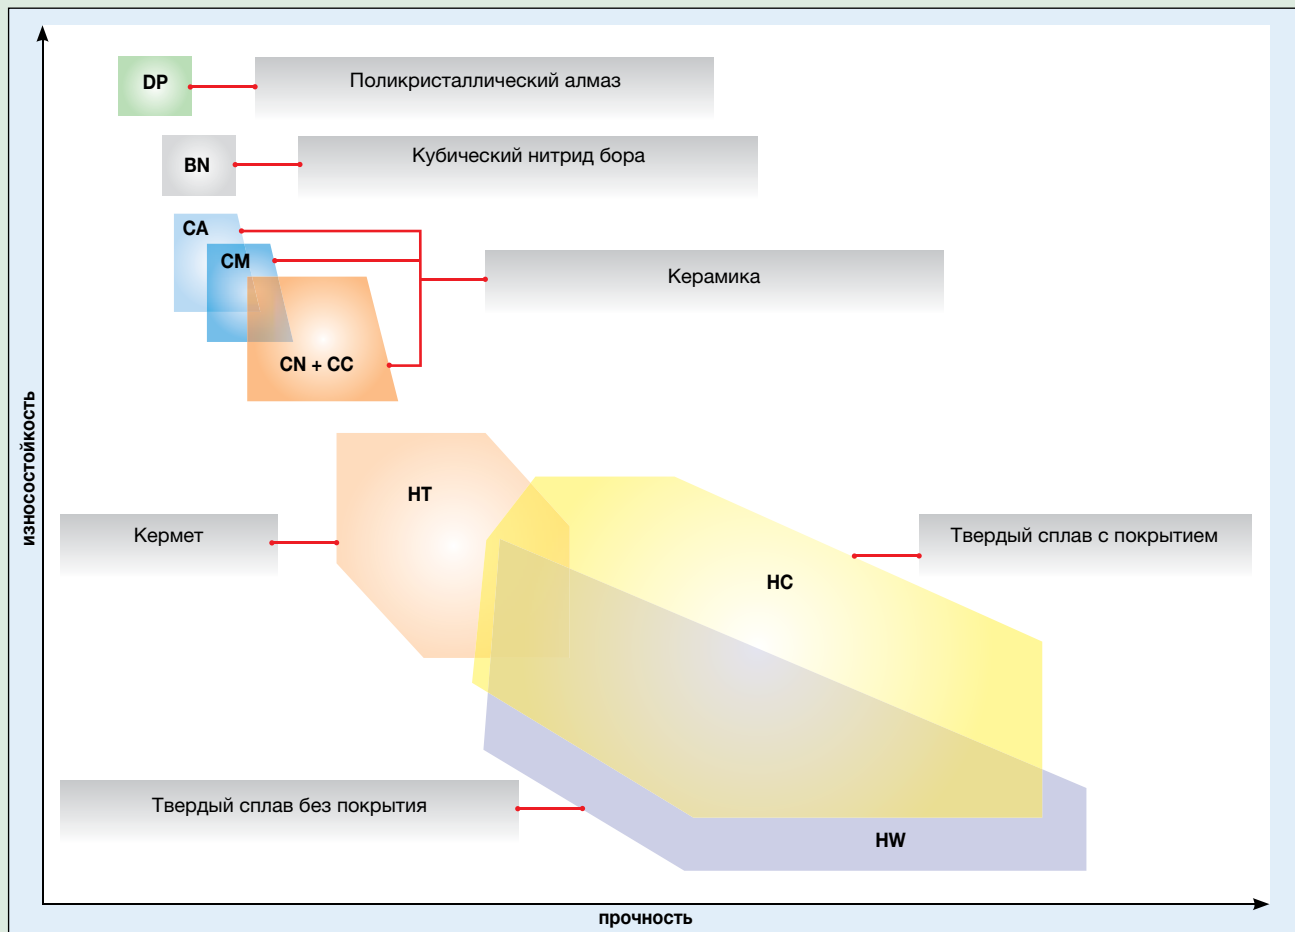 DP
Поликристаллический алмаз
BN
Кубический нитрид бора
CA
CM
Керамика
CN + CC
износостойкость
HT
Кермет
Твердый сплав с покрытием
HC
Твердый сплав без покрытия
HW
прочность